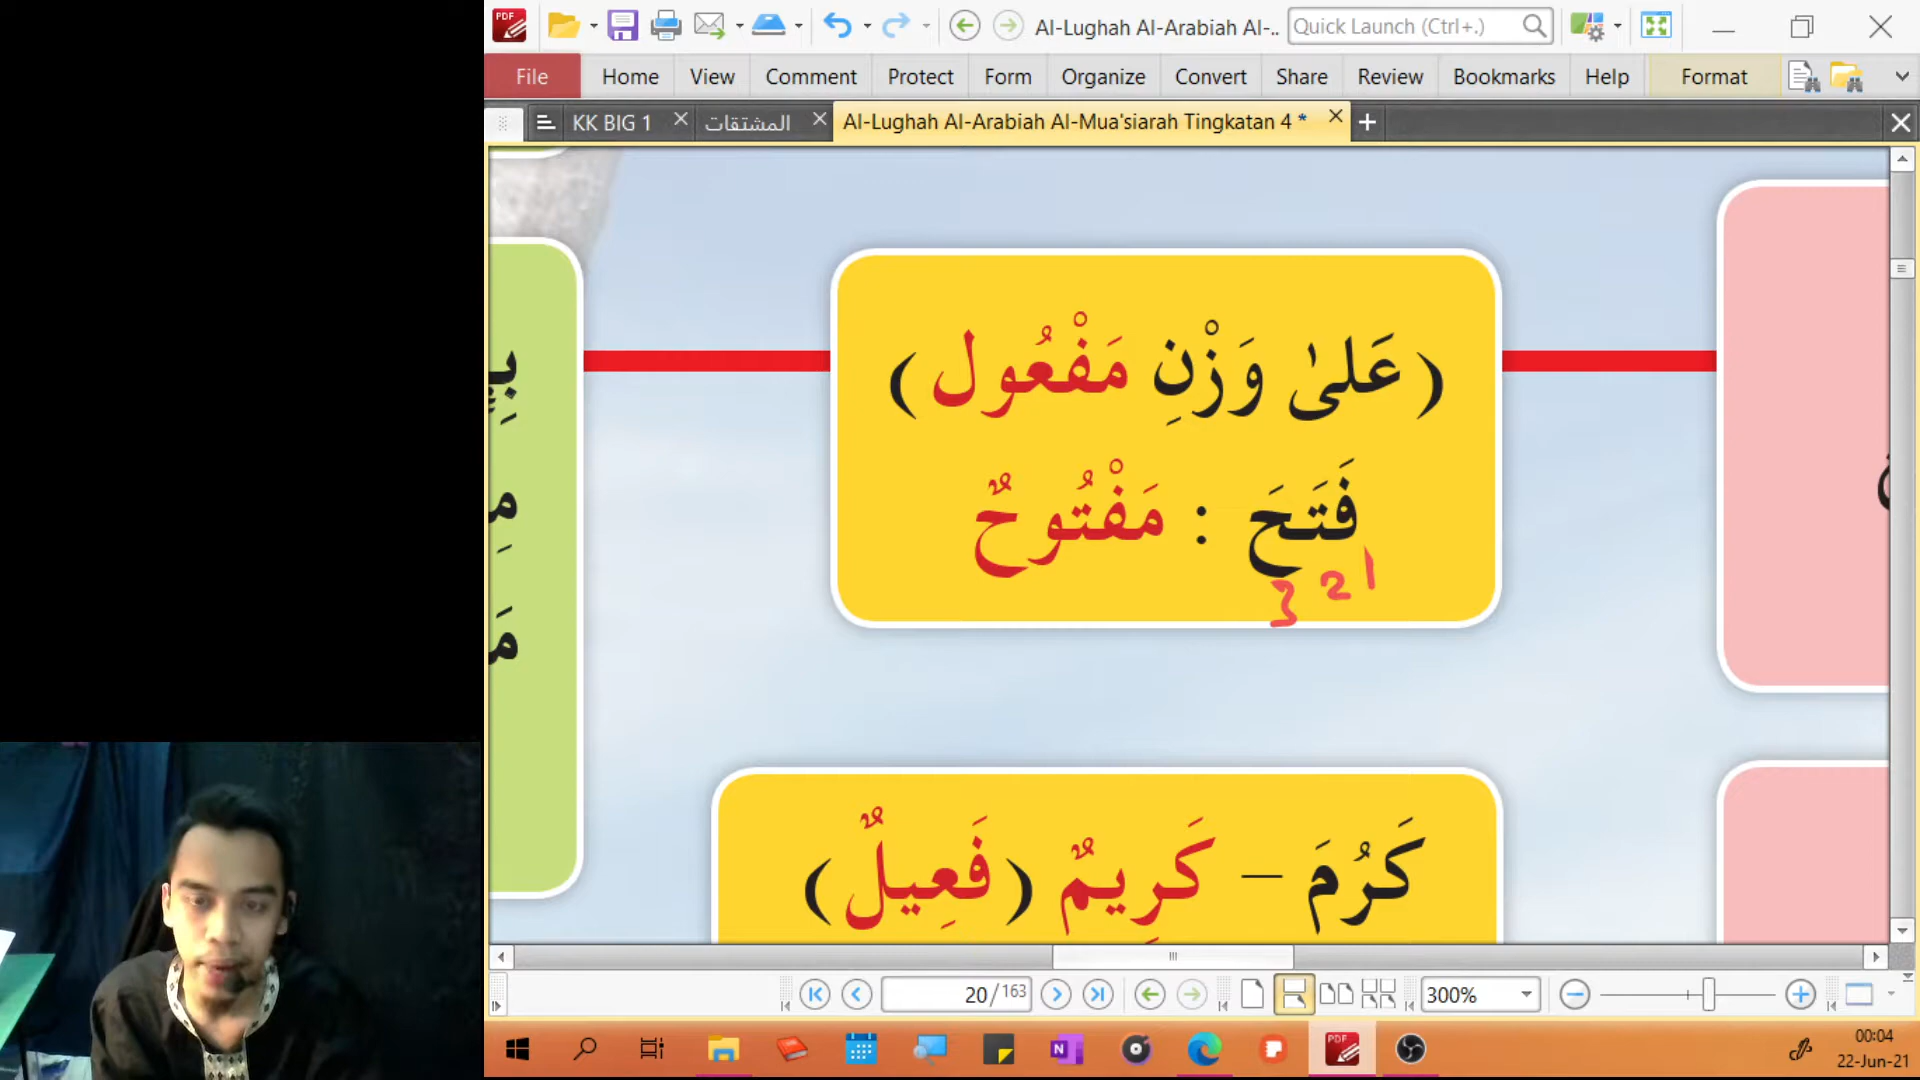 Al-Lughah Al-Arabiah Al-..
Quick Launch (Ctrl+.)
File Home View Comment Protect Form Organize Convert Share Review Bookmarks Help Format
KK BIG 1
المشتقات
Al-Lughah Al-Arabiah Al-Mua'siarah Tingkatan 4 *
(عَلىٰ وَزْنِ مَفْعُول)
فَتَحَ : مَفْتُوحٌ
1 2 3
كَرُمَ – كَرِيمٌ (فَعِيلٌ)
20/163
300%
00:04
22-Jun-21